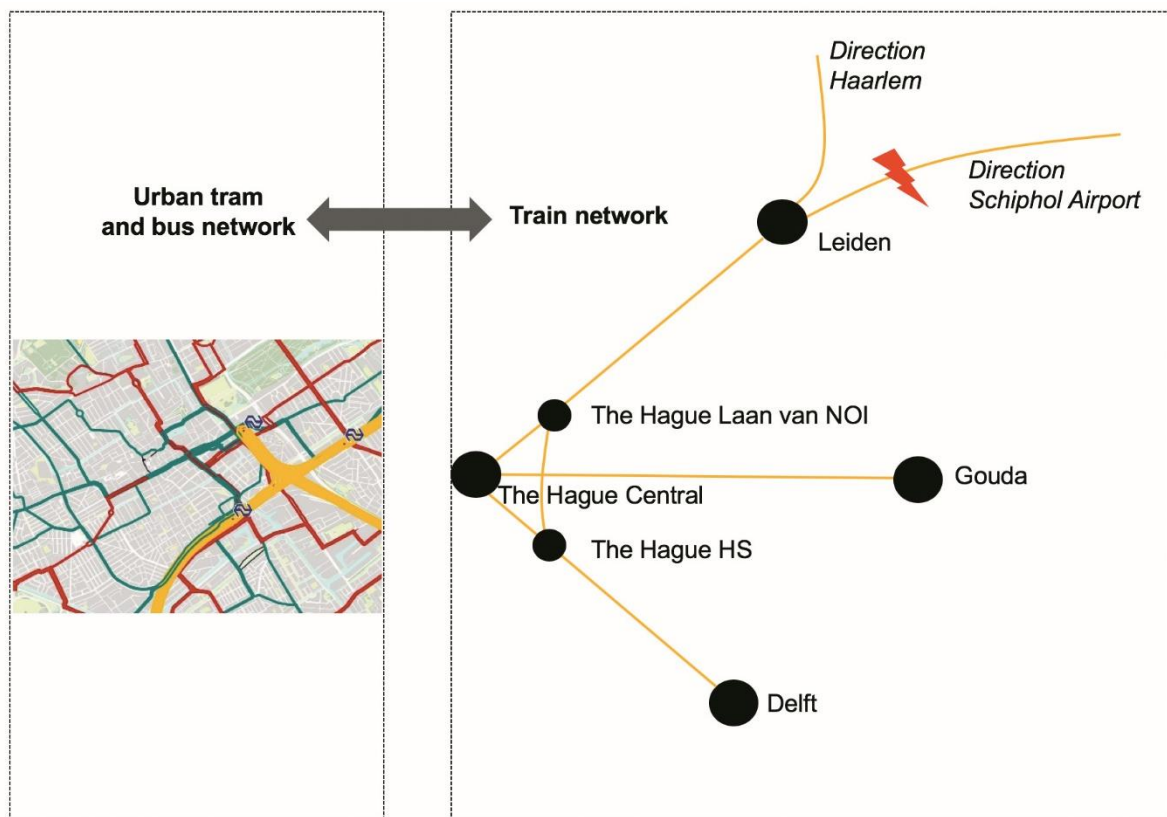 Urban tram
and bus network
Train network
Direction
Haarlem
Direction
Schiphol Airport
Leiden
The Hague Laan van NOI
The Hague Central
Gouda
The Hague HS
Delft